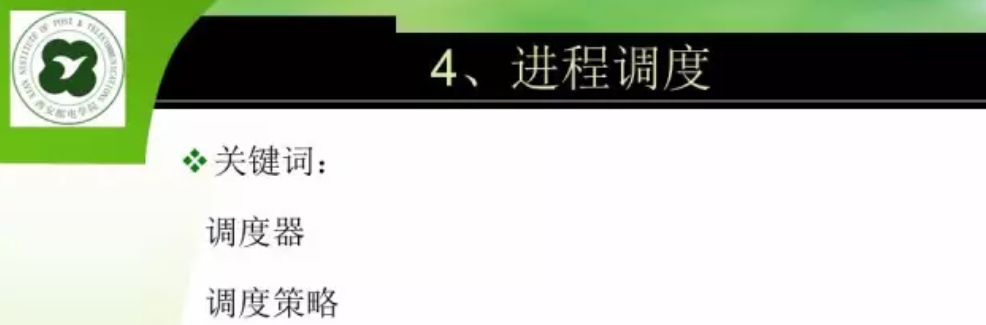 XI'AN INSTITUTE OF POST & TELECOMMUNICATIONS
西安邮电学院
4、进程调度
关键词：
调度器
调度策略